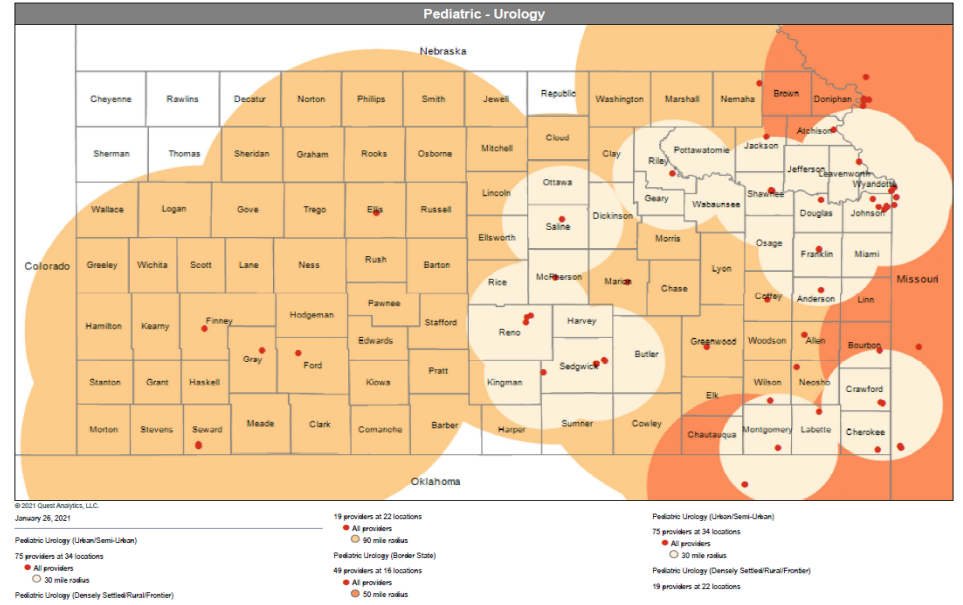 Pediatric - Urology
Nebraska
Cheyenne Rawlins Decatur Norton Phillips Smith Jewell Republic Washington Marshall Nemaha Brown Doniphan
Sherman Thomas Sheridan Graham Rooks Osborne Mitchell Cloud Clay Riley Pottawatomie Jackson Atchison
Jefferson Leavenworth Wyandotte
Wallace Logan Gove Trego Ellis Russell Lincoln Ottawa Saline Dickinson Geary Wabaunsee Shawnee Douglas Johnson
Colorado Greeley Wichita Scott Lane Ness Rush Barton Ellsworth Morris Osage Franklin Miami Missouri
Rice McPherson Marion Chase Lyon Coffey Anderson Linn
Hamilton Kearny Finney Hodgeman Pawnee Stafford Reno Harvey
Gray Ford Edwards Sedgwick Butler Greenwood Woodson Allen Bourbon
Stanton Grant Haskell Kiowa Pratt Kingman Elk Wilson Neosho Crawford
Morton Stevens Seward Meade Clark Comanche Barber Harper Sumner Cowley Chautauqua Montgomery Labette Cherokee
Oklahoma
© 2021 Quest Analytics, LLC.
January 26, 2021
Pediatric Urology (Urban/Semi-Urban)
75 providers at 34 locations
All providers
30 mile radius
Pediatric Urology (Densely Settled/Rural/Frontier)
19 providers at 22 locations
All providers
90 mile radius
Pediatric Urology (Border State)
49 providers at 16 locations
All providers
50 mile radius
Pediatric Urology (Urban/Semi-Urban)
75 providers at 34 locations
All providers
30 mile radius
Pediatric Urology (Densely Settled/Rural/Frontier)
19 providers at 22 locations